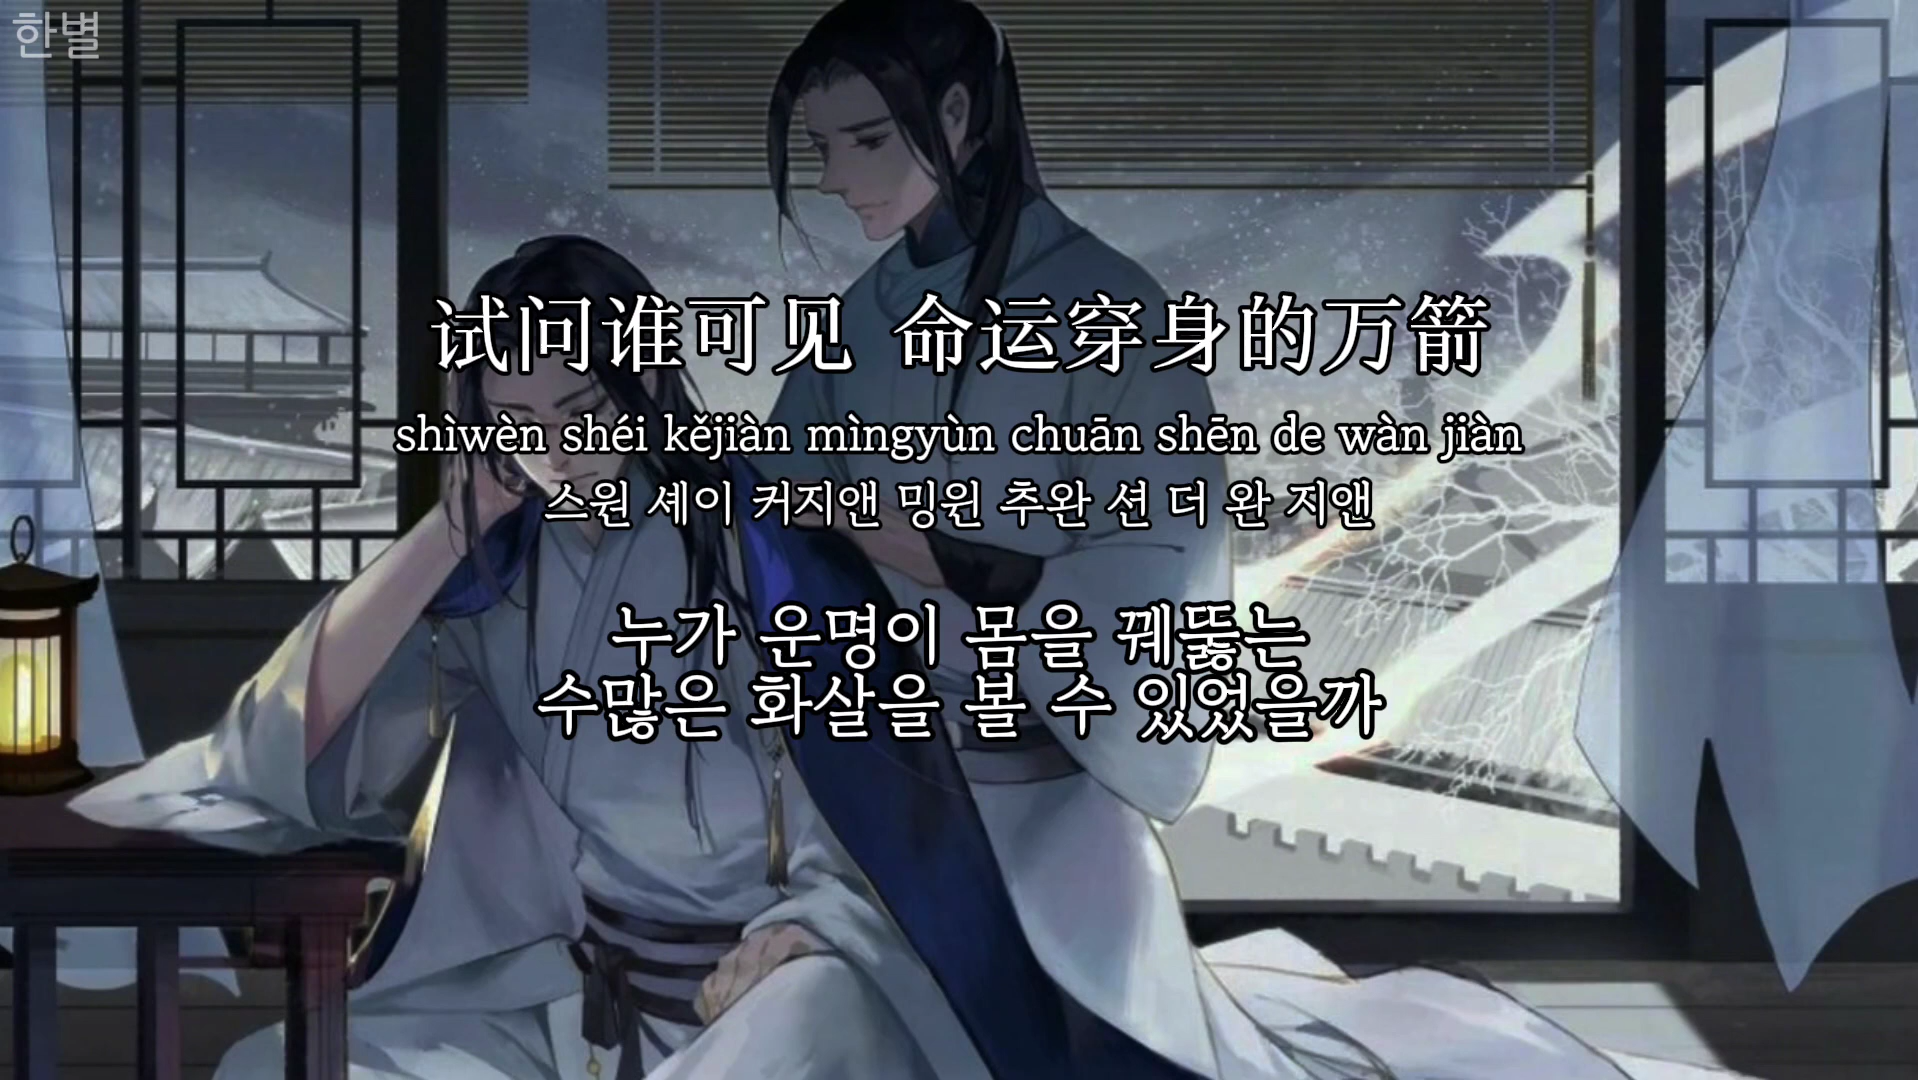 한별
试问谁可见 命运穿身的万箭
shìwèn shéi kějiàn mìngyùn chuān shēn de wàn jiàn
스원 셰이 커지앤 밍윈 추완 션 더 완 지앤
누가 운명이 몸을 꿰뚫는
수많은 화살을 볼 수 있었을까